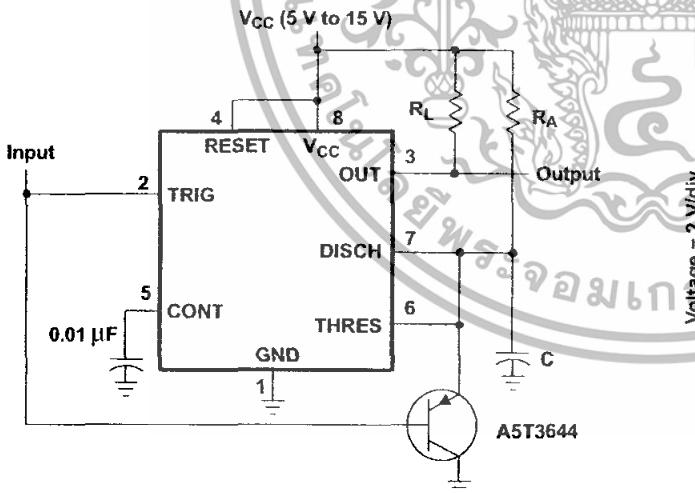 VCC (5 V to 15 V)
4
8
RL
RA
RESET
VCC
3
Input
OUT
Output
2
TRIG
7
DISCH
5
CONT
6
0.01 µF
THRES
GND
1
C
A5T3644
Voltage – 2 V/div